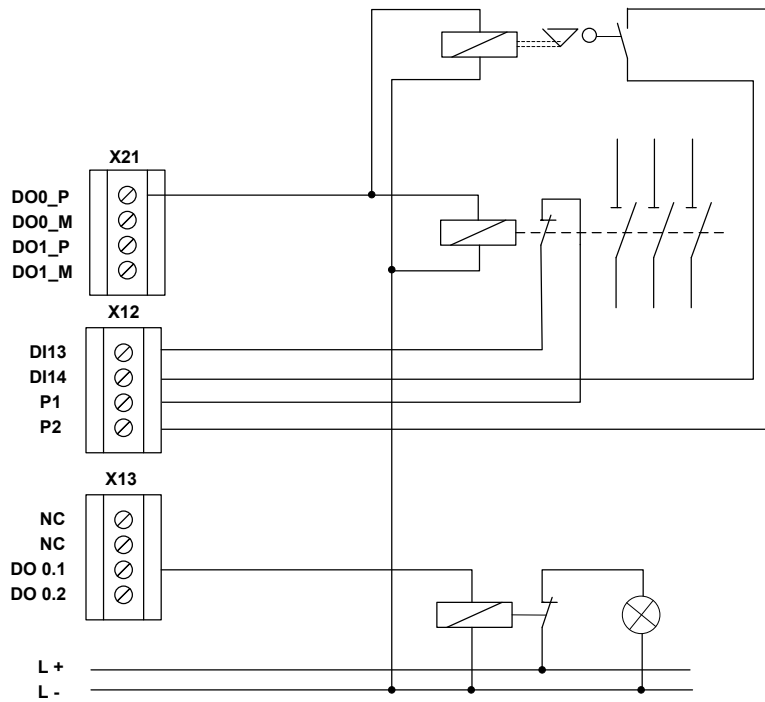 X21
DO0_P
DO0_M
DO1_P
DO1_M
X12
DI13
DI14
P1
P2
X13
NC
NC
DO 0.1
DO 0.2
L +
L -